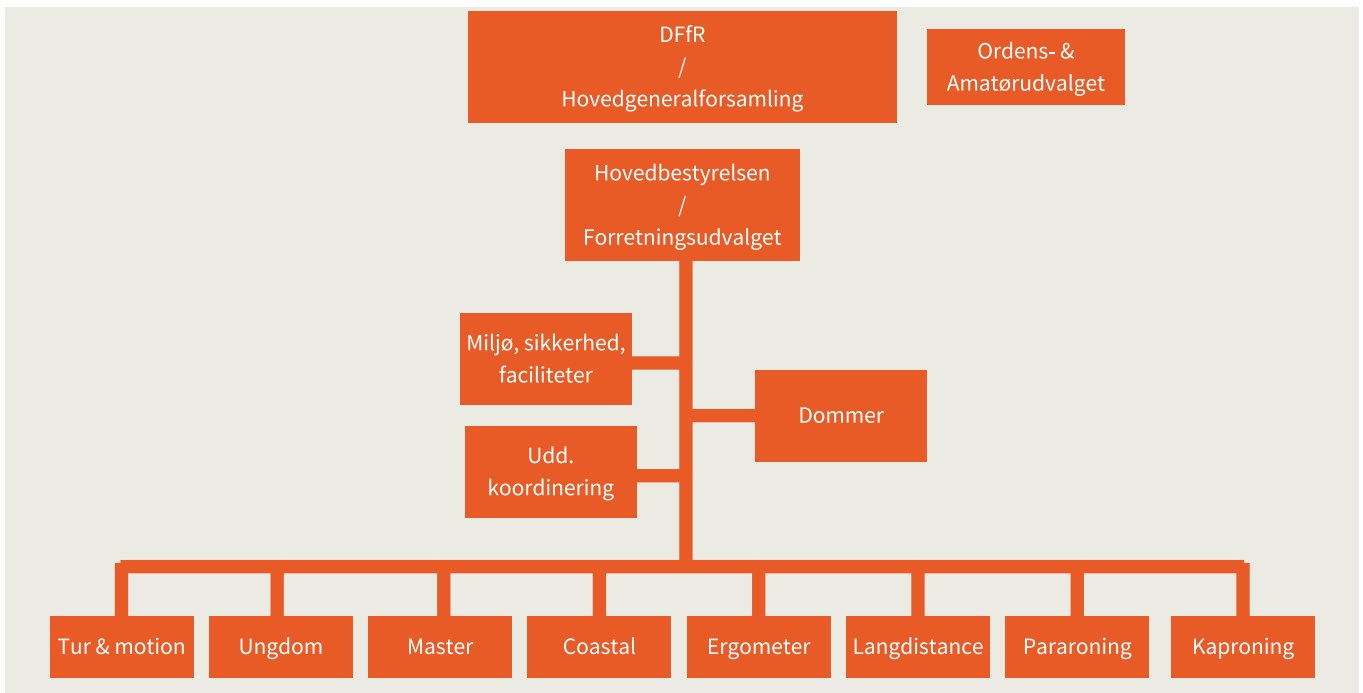 DFfR
/
Hovedgeneralforsamling
Ordens- &
Amatørudvalget
Hovedbestyrelsen
/
Forretningsudvalget
Miljø, sikkerhed,
faciliteter
Dommer
Udd.
koordinering
Tur & motion
Ungdom
Master
Coastal
Ergometer
Langdistance
Pararoning
Kaproning